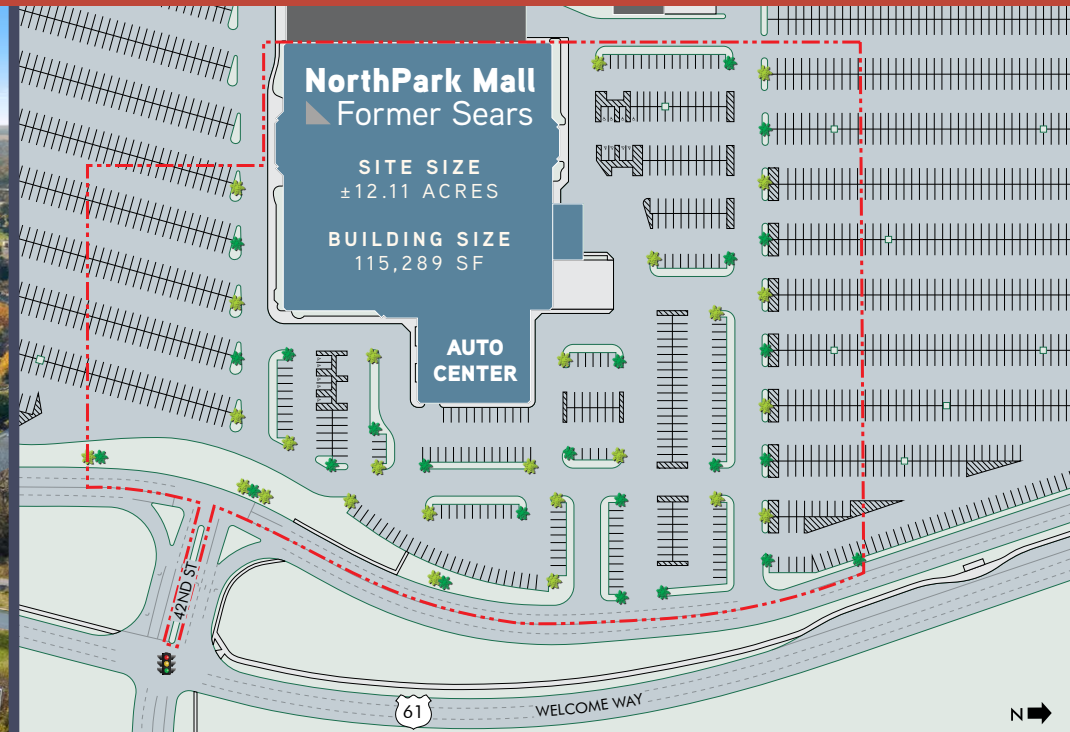 NorthPark Mall
Former Sears
SITE SIZE
±12.11 ACRES
BUILDING SIZE
115,289 SF
AUTO
CENTER
42ND ST
61
WELCOME WAY
N